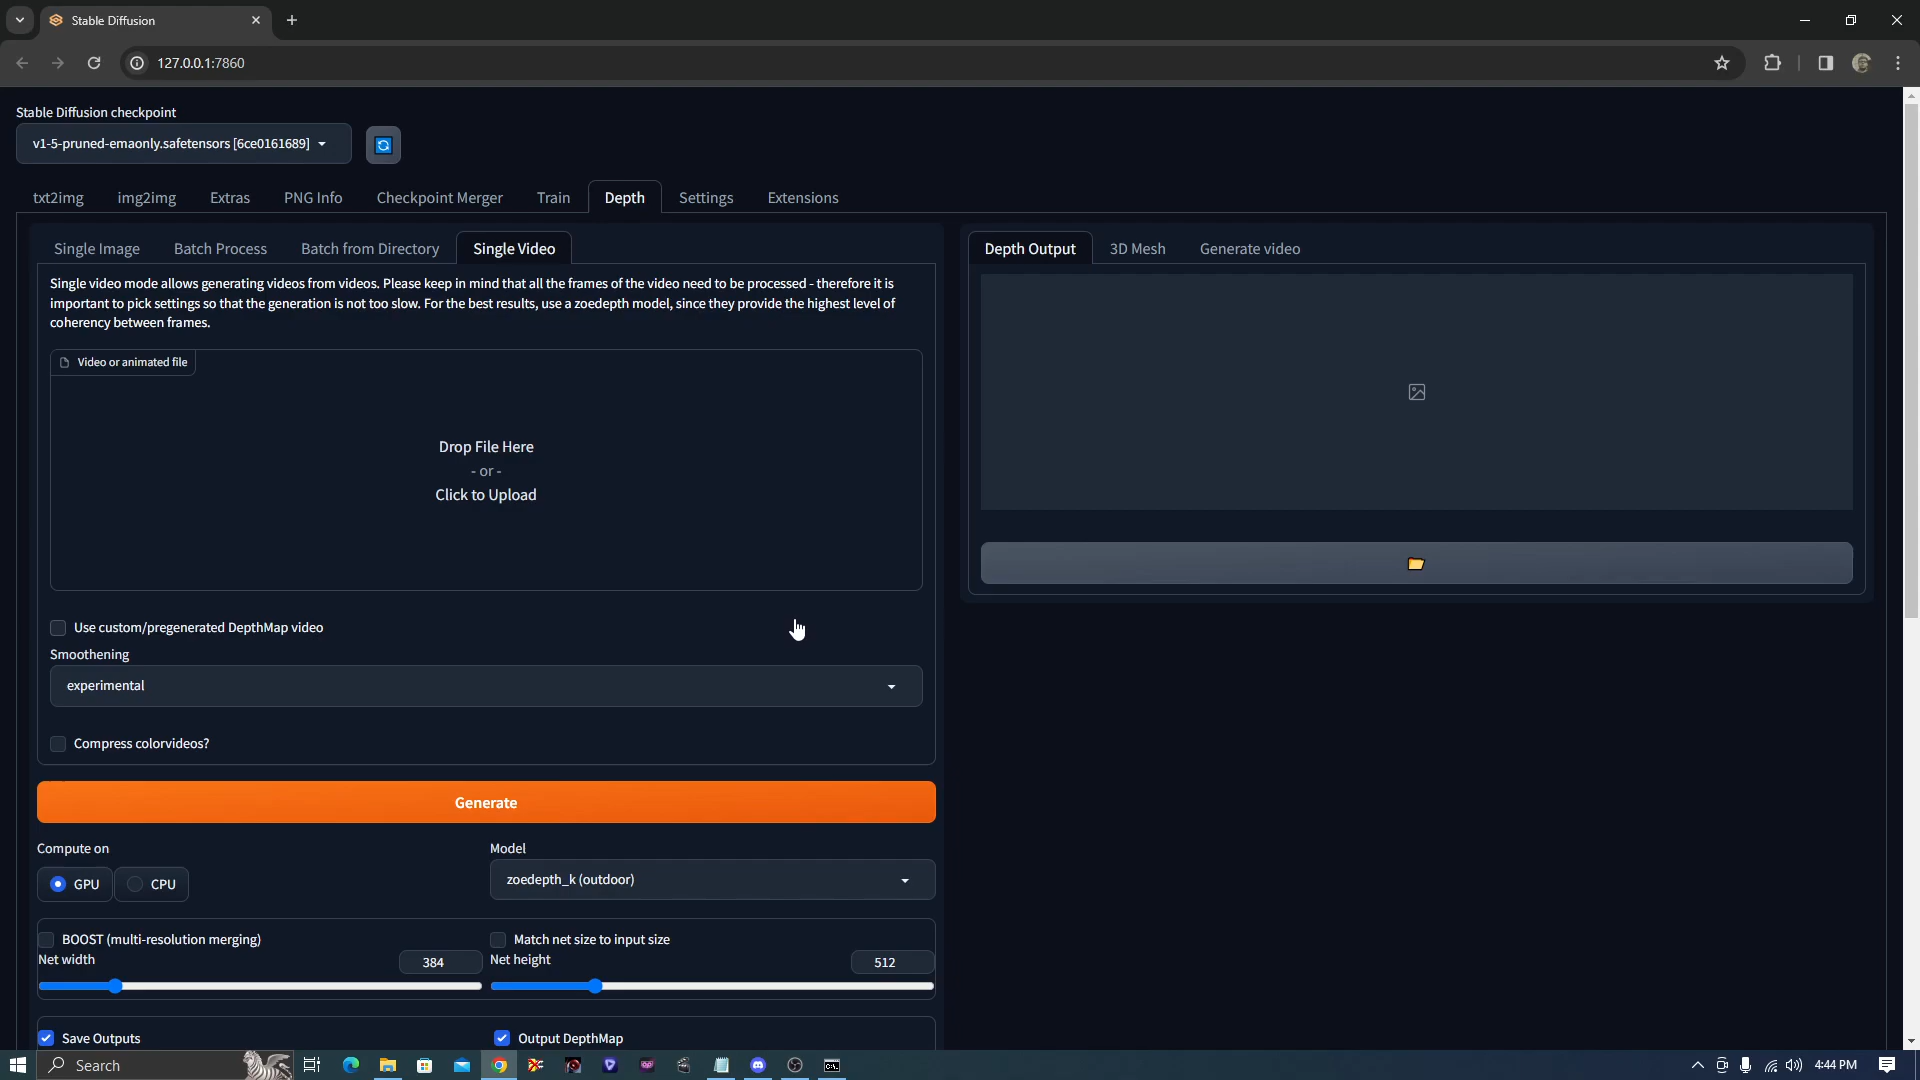 Stable Diffusion
127.0.0.1:7860
Stable Diffusion checkpoint
v1-5-pruned-emaonly.safetensors [6ce0161689]
txt2img
img2img
Extras
PNG Info
Checkpoint Merger
Train
Depth
Settings
Extensions
Single Image
Batch Process
Batch from Directory
Single Video
Single video mode allows generating videos from videos. Please keep in mind that all the frames of the video need to be processed - therefore it is
important to pick settings so that the generation is not too slow. For the best results, use a zoedepth model, since they provide the highest level of
coherency between frames.
Video or animated file
Drop File Here
- or -
Click to Upload
Use custom/pregenerated DepthMap video
Smoothening
experimental
Compress colorvideos?
Generate
Compute on
GPU
CPU
Model
zoedepth_k (outdoor)
BOOST (multi-resolution merging)
Net width
384
Match net size to input size
Net height
512
Save Outputs
Output DepthMap
Depth Output
3D Mesh
Generate video
Search
4:44 PM